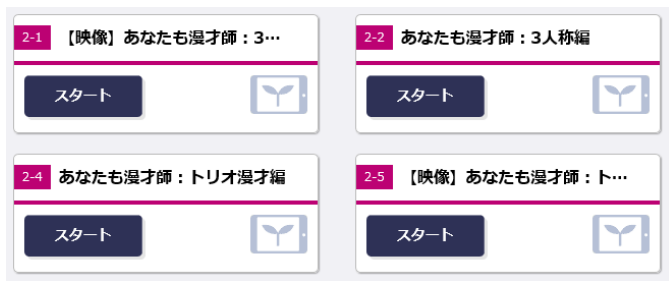 2-1 【映像】あなたも漫才師：3…
2-2 あなたも漫才師：3人称編
スタート
スタート
2-4 あなたも漫才師：トリオ漫才編
2-5 【映像】あなたも漫才師：ト…
スタート
スタート